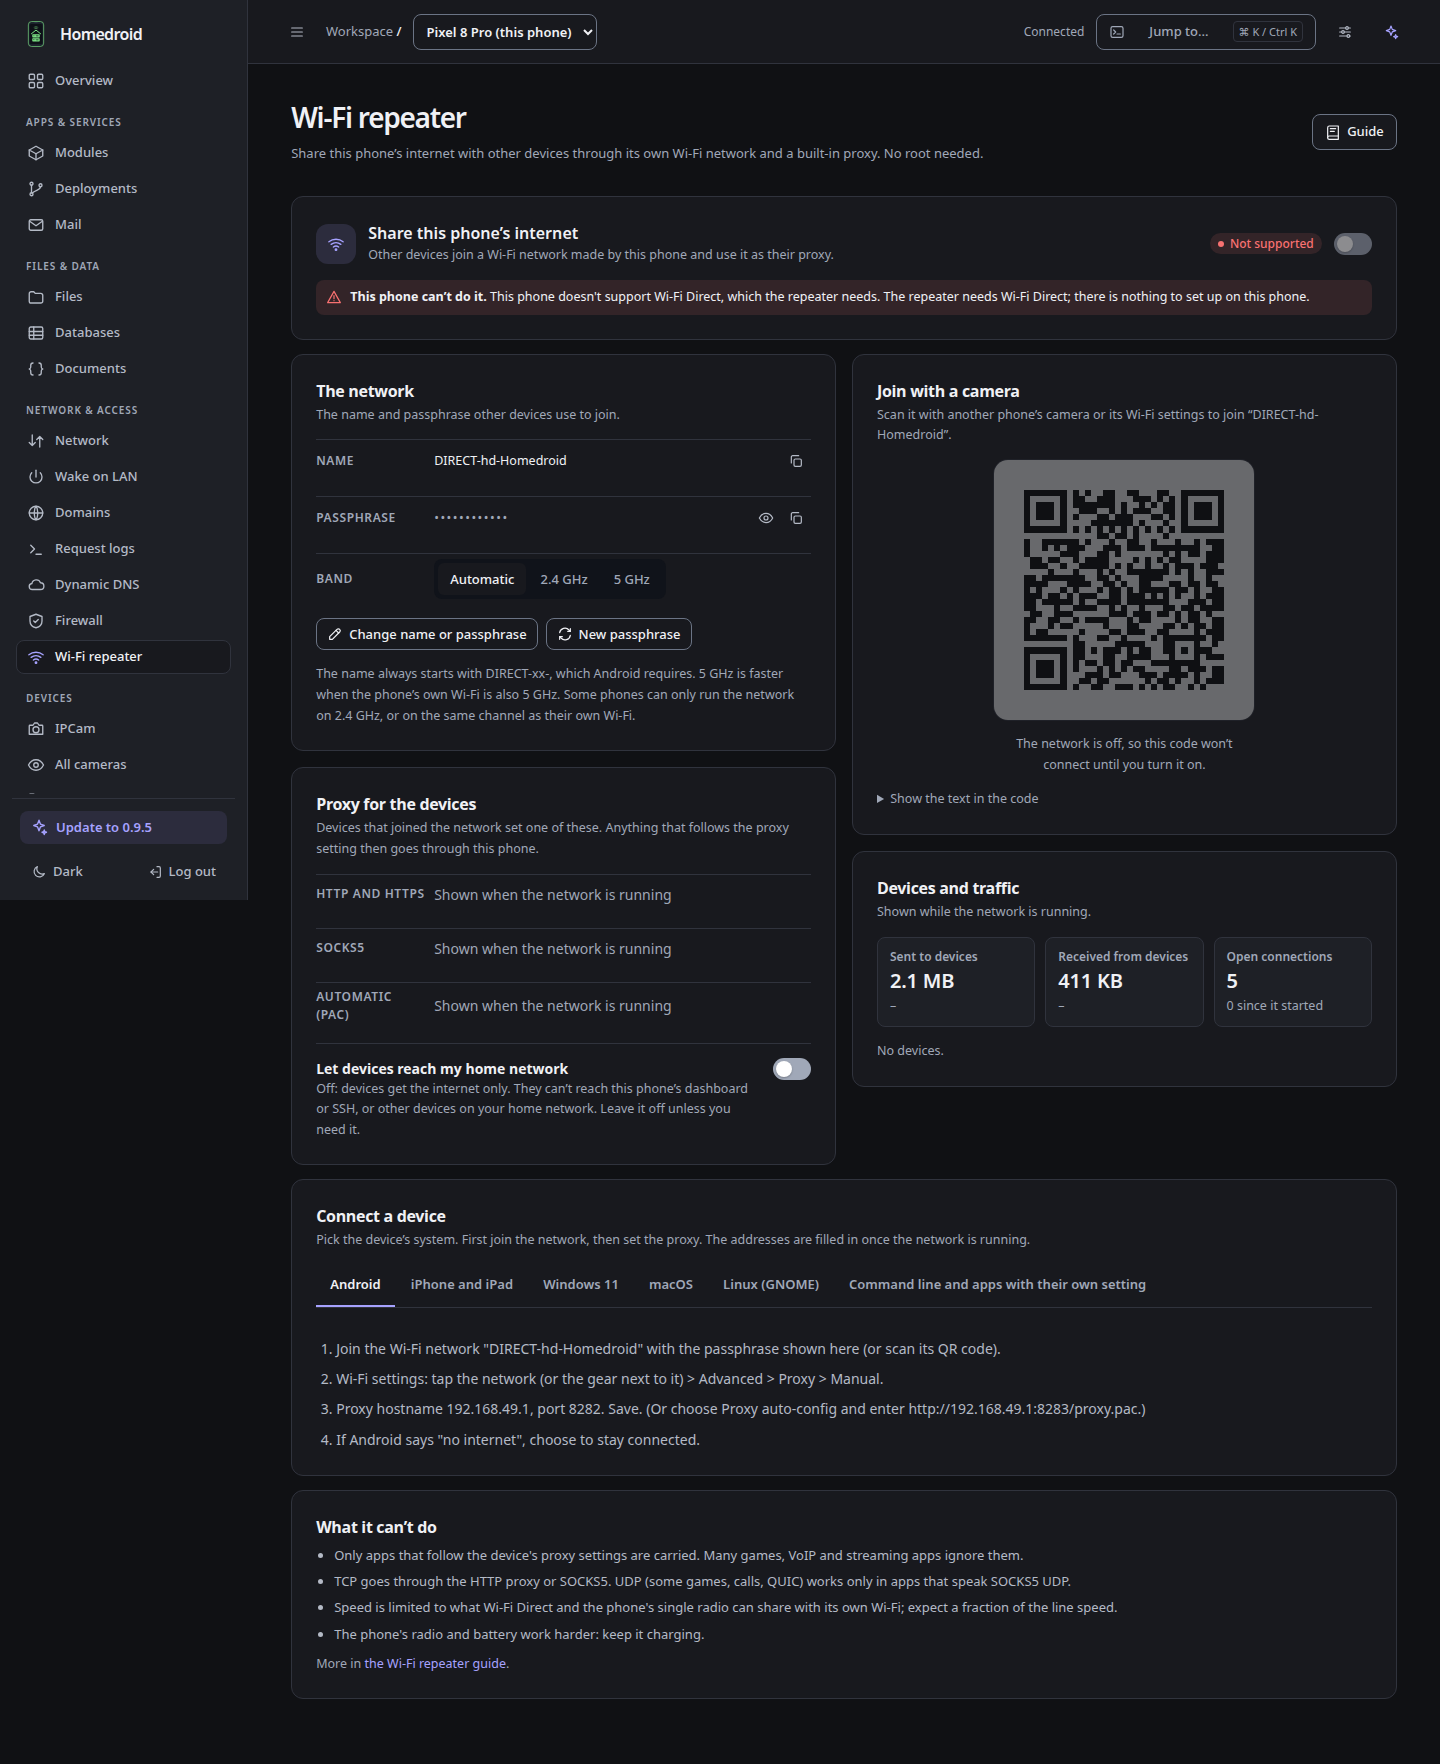 Homedroid
Workspace /
Pixel 8 Pro (this phone)
Connected
Jump to...
⌘ K / Ctrl K
Overview
APPS & SERVICES
Modules
Deployments
Mail
FILES & DATA
Files
Databases
Documents
NETWORK & ACCESS
Network
Wake on LAN
Domains
Request logs
Dynamic DNS
Firewall
Wi-Fi repeater
DEVICES
IPCam
All cameras
Update to 0.9.5
Dark
Log out
Wi-Fi repeater
Share this phone’s internet with other devices through its own Wi-Fi network and a built-in proxy. No root needed.
Guide
Share this phone’s internet
Other devices join a Wi-Fi network made by this phone and use it as their proxy.
Not supported
This phone can’t do it. This phone doesn't support Wi-Fi Direct, which the repeater needs. The repeater needs Wi-Fi Direct; there is nothing to set up on this phone.
The network
The name and passphrase other devices use to join.
NAME
DIRECT-hd-Homedroid
PASSPHRASE
••••••••••••
BAND
Automatic
2.4 GHz
5 GHz
Change name or passphrase
New passphrase
The name always starts with DIRECT-xx-, which Android requires. 5 GHz is faster
when the phone’s own Wi-Fi is also 5 GHz. Some phones can only run the network
on 2.4 GHz, or on the same channel as their own Wi-Fi.
Join with a camera
Scan it with another phone’s camera or its Wi-Fi settings to join “DIRECT-hd-
Homedroid”.
The network is off, so this code won’t
connect until you turn it on.
Show the text in the code
Proxy for the devices
Devices that joined the network set one of these. Anything that follows the proxy
setting then goes through this phone.
HTTP AND HTTPS
Shown when the network is running
SOCKS5
Shown when the network is running
AUTOMATIC
(PAC)
Shown when the network is running
Let devices reach my home network
Off: devices get the internet only. They can’t reach this phone’s dashboard
or SSH, or other devices on your home network. Leave it off unless you
need it.
Devices and traffic
Shown while the network is running.
Sent to devices
2.1 MB
–
Received from devices
411 KB
–
Open connections
5
0 since it started
No devices.
Connect a device
Pick the device’s system. First join the network, then set the proxy. The addresses are filled in once the network is running.
Android
iPhone and iPad
Windows 11
macOS
Linux (GNOME)
Command line and apps with their own setting
1. Join the Wi-Fi network "DIRECT-hd-Homedroid" with the passphrase shown here (or scan its QR code).
2. Wi-Fi settings: tap the network (or the gear next to it) > Advanced > Proxy > Manual.
3. Proxy hostname 192.168.49.1, port 8282. Save. (Or choose Proxy auto-config and enter http://192.168.49.1:8283/proxy.pac.)
4. If Android says "no internet", choose to stay connected.
What it can’t do
• Only apps that follow the device's proxy settings are carried. Many games, VoIP and streaming apps ignore them.
• TCP goes through the HTTP proxy or SOCKS5. UDP (some games, calls, QUIC) works only in apps that speak SOCKS5 UDP.
• Speed is limited to what Wi-Fi Direct and the phone's single radio can share with its own Wi-Fi; expect a fraction of the line speed.
• The phone's radio and battery work harder: keep it charging.
More in the Wi-Fi repeater guide.